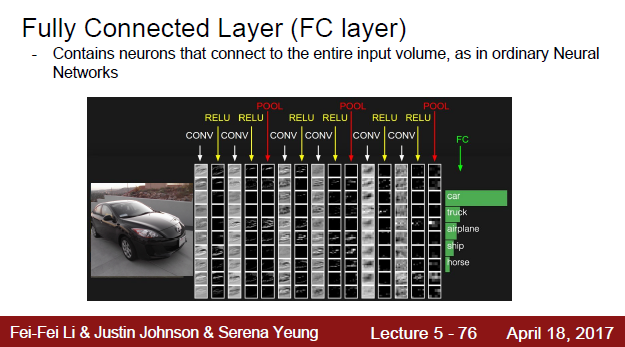 Fully Connected Layer (FC layer)
- Contains neurons that connect to the entire input volume, as in ordinary Neural
Networks
POOL POOL POOL
RELU RELU RELU RELU RELU RELU
CONV CONV CONV CONV CONV CONV
FC
car
truck
airplane
ship
horse
Fei-Fei Li & Justin Johnson & Serena Yeung Lecture 5 - 76 April 18, 2017